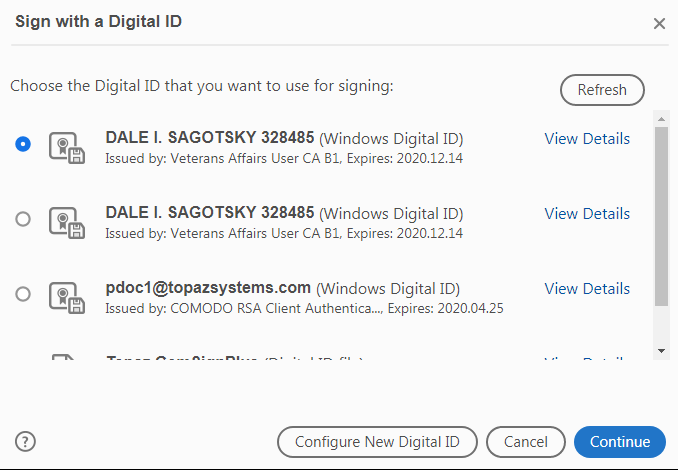 Sign with a Digital ID
Choose the Digital ID that you want to use for signing:
Refresh
DALE I. SAGOTSKY 328485 (Windows Digital ID)
View Details
Issued by: Veterans Affairs User CA B1, Expires: 2020.12.14
DALE I. SAGOTSKY 328485 (Windows Digital ID)
View Details
Issued by: Veterans Affairs User CA B1, Expires: 2020.12.14
pdoc1@topazsystems.com (Windows Digital ID)
View Details
Issued by: COMODO RSA Client Authentica..., Expires: 2020.04.25
Topaz GemSignPlus (Digital ID file)
View Details
?
Configure New Digital ID
Cancel
Continue